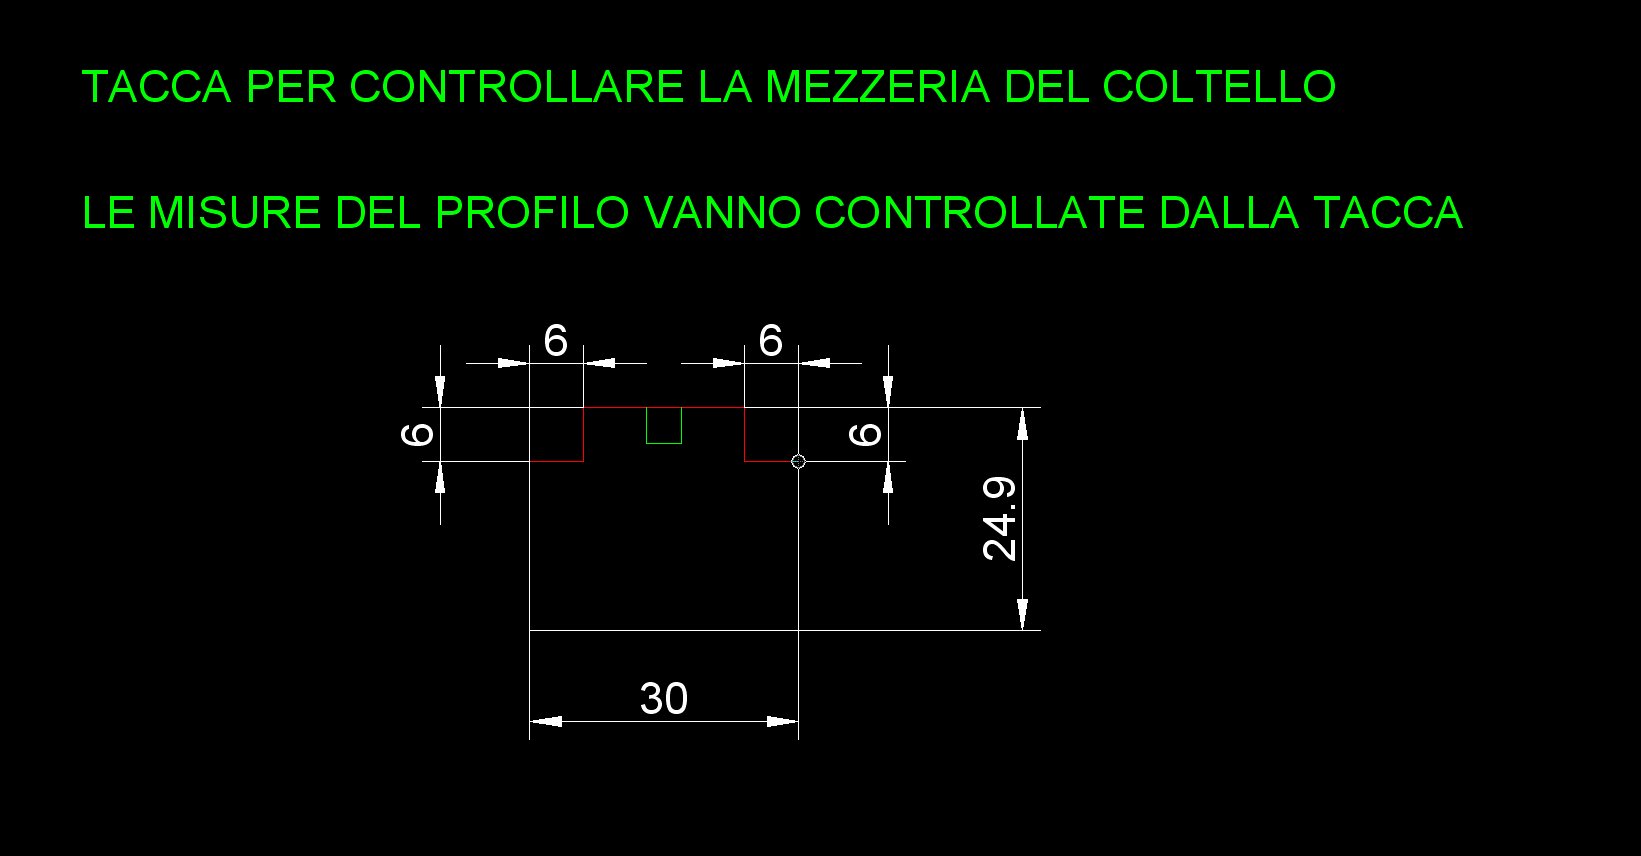 TACCA PER CONTROLLARE LA MEZZERIA DEL COLTELLO
LE MISURE DEL PROFILO VANNO CONTROLLATE DALLA TACCA
6 6
6 6
24.9
30